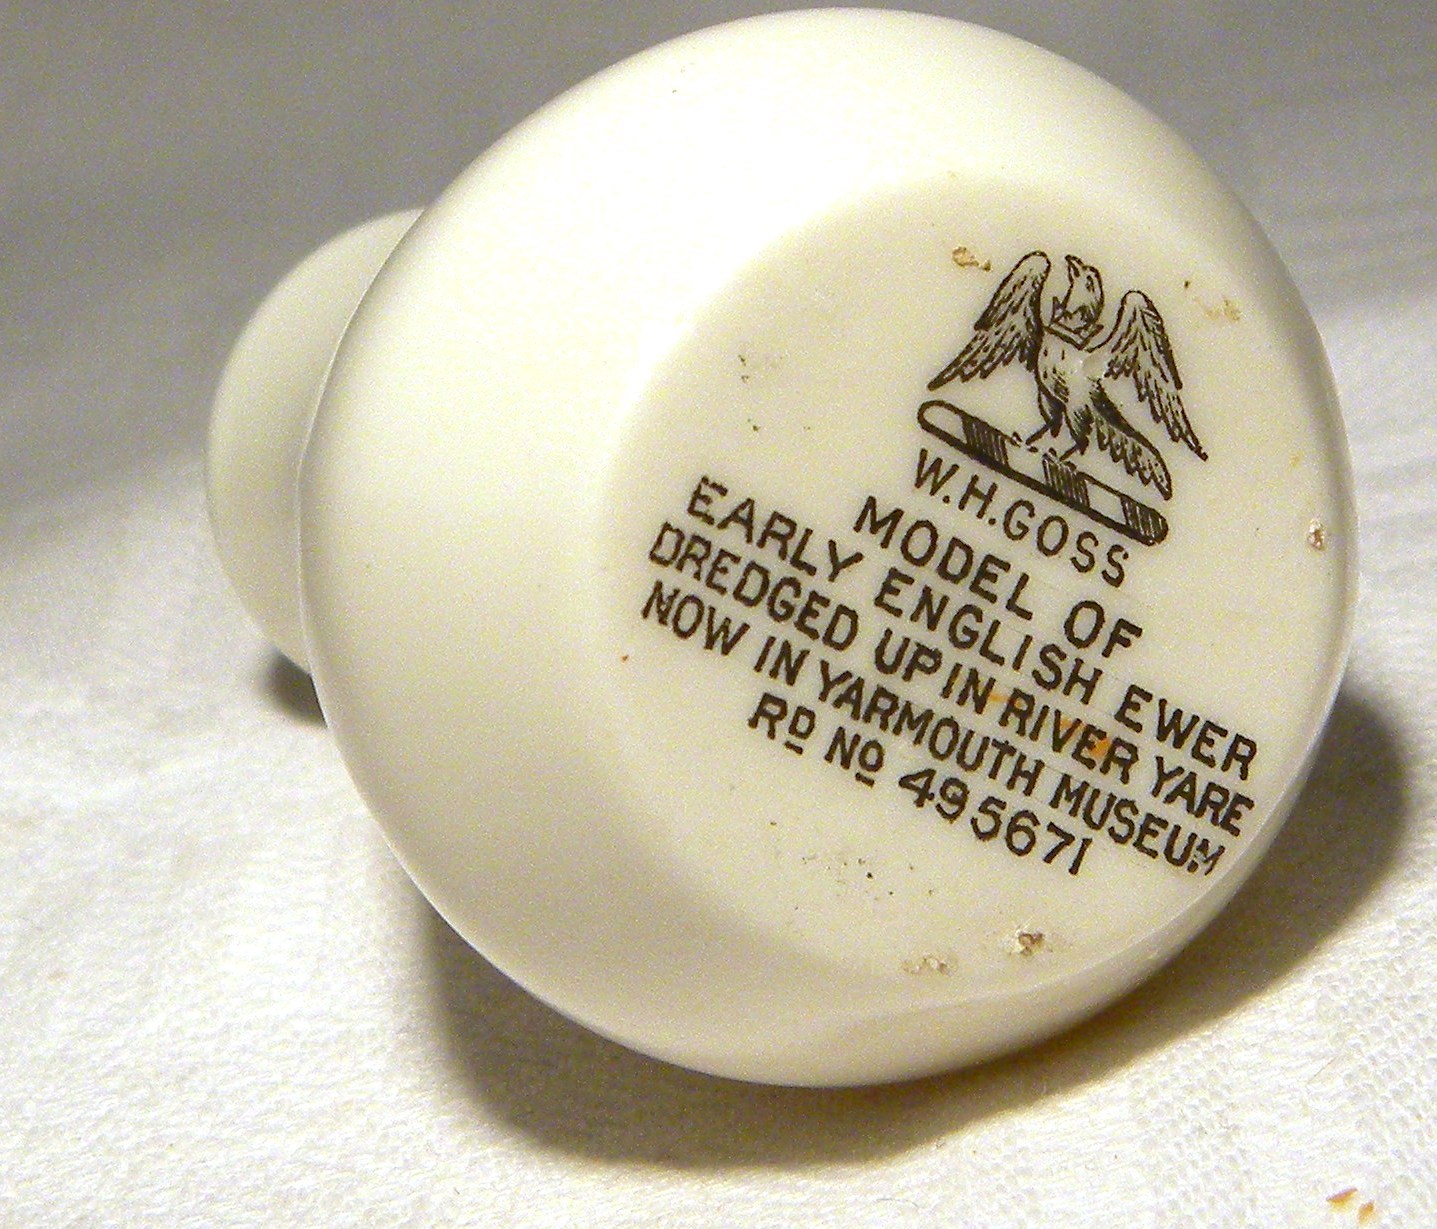 W.H.GOSS
MODEL OF
EARLY ENGLISH EWER
DREDGED UP IN RIVER YARE
NOW IN YARMOUTH MUSEUM
RD NO 495671